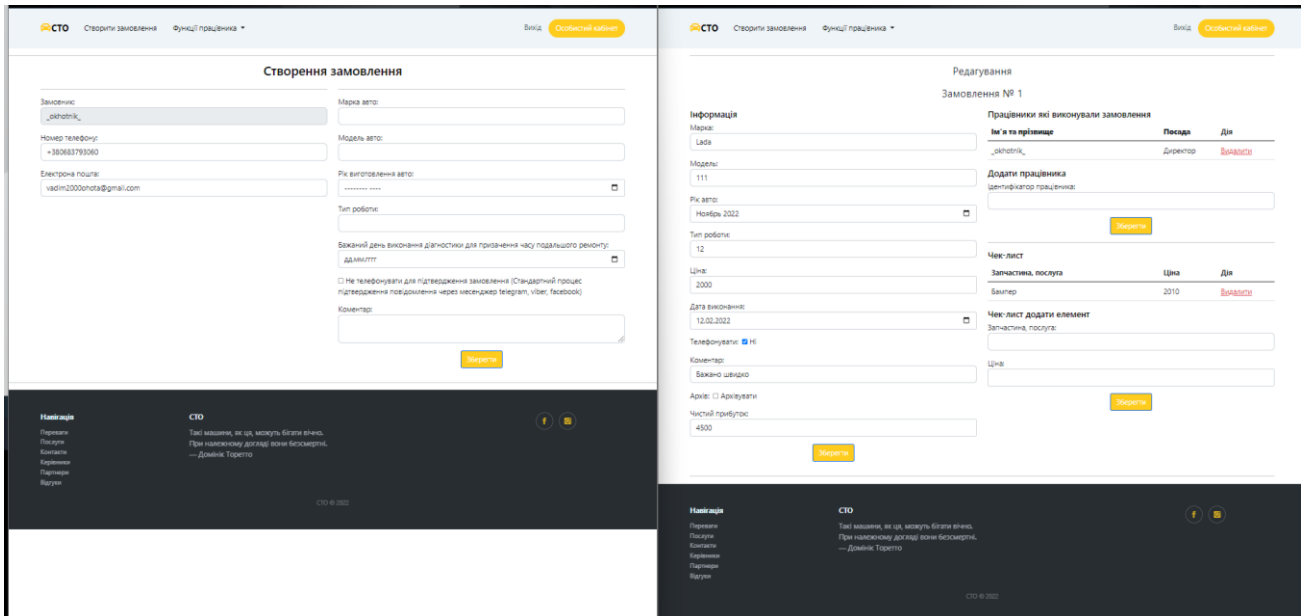 СТО Створити замовлення Функції працівника Вихід Особистий кабінет
Створення замовлення
Замовник:
_okhotnik_
Номер телефону:
+380683793060
Електрона пошта:
vadim2000ohota@gmail.com
Марка авто:
Модель авто:
Рік виготовлення авто:
-------- ----
Тип роботи:
Бажаний день виконання діагностики для призачення часу подальшого ремонту:
дд.мм.гггг
Не телефонувати для підтвердження замовлення (Стандартний процес
підтвердження повідомлення через месенджер telegram, viber, facebook)
Коментар:
Зберегти
Навігація
Переваги
Послуги
Контакти
Керівники
Партнери
Відгуки
СТО
Такі машини, як ця, можуть бігати вічно.
При належному догляді вони безсмертні.
— Домінік Торетто
СТО © 2022
СТО Створити замовлення Функції працівника Вихід Особистий кабінет
Редагування
Замовлення № 1
Інформація
Марка:
Lada
Модель:
111
Рік авто:
Ноябрь 2022
Тип роботи:
12
Ціна:
2000
Дата виконання:
12.02.2022
Телефонувати: Ні
Коментар:
Бажано швидко
Архів: Архівувати
Чистий прибуток:
4500
Зберегти
Працівники які виконували замовлення
Ім'я та прізвище Посада Дія
_okhotnik_ Директор Видалити
Додати працівника
Ідентифікатор працівника:
Зберегти
Чек-лист
Запчастина, послуга Ціна Дія
Бампер 2010 Видалити
Чек-лист додати елемент
Запчастина, послуга:
Ціна:
Зберегти
Навігація
Переваги
Послуги
Контакти
Керівники
Партнери
Відгуки
СТО
Такі машини, як ця, можуть бігати вічно.
При належному догляді вони безсмертні.
— Домінік Торетто
СТО © 2022